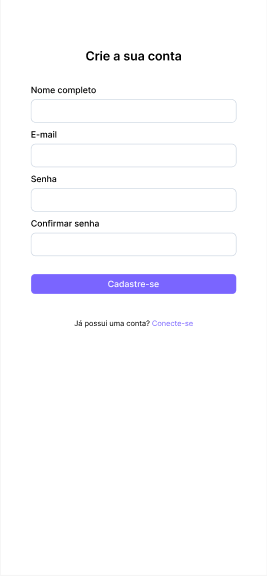 Crie a sua conta
Nome completo
E-mail
Senha
Confirmar senha
Cadastre-se
Já possui uma conta? Conecte-se